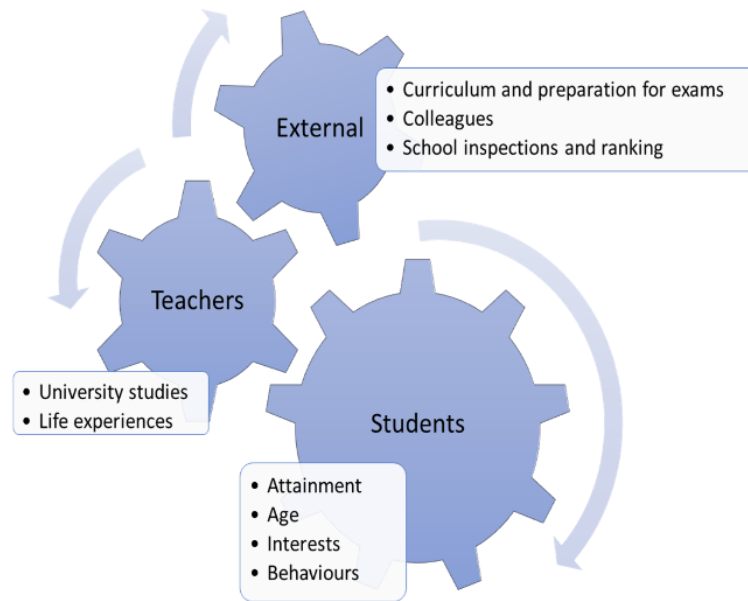 External
• Curriculum and preparation for exams
• Colleagues
• School inspections and ranking
Teachers
• University studies
• Life experiences
Students
• Attainment
• Age
• Interests
• Behaviours